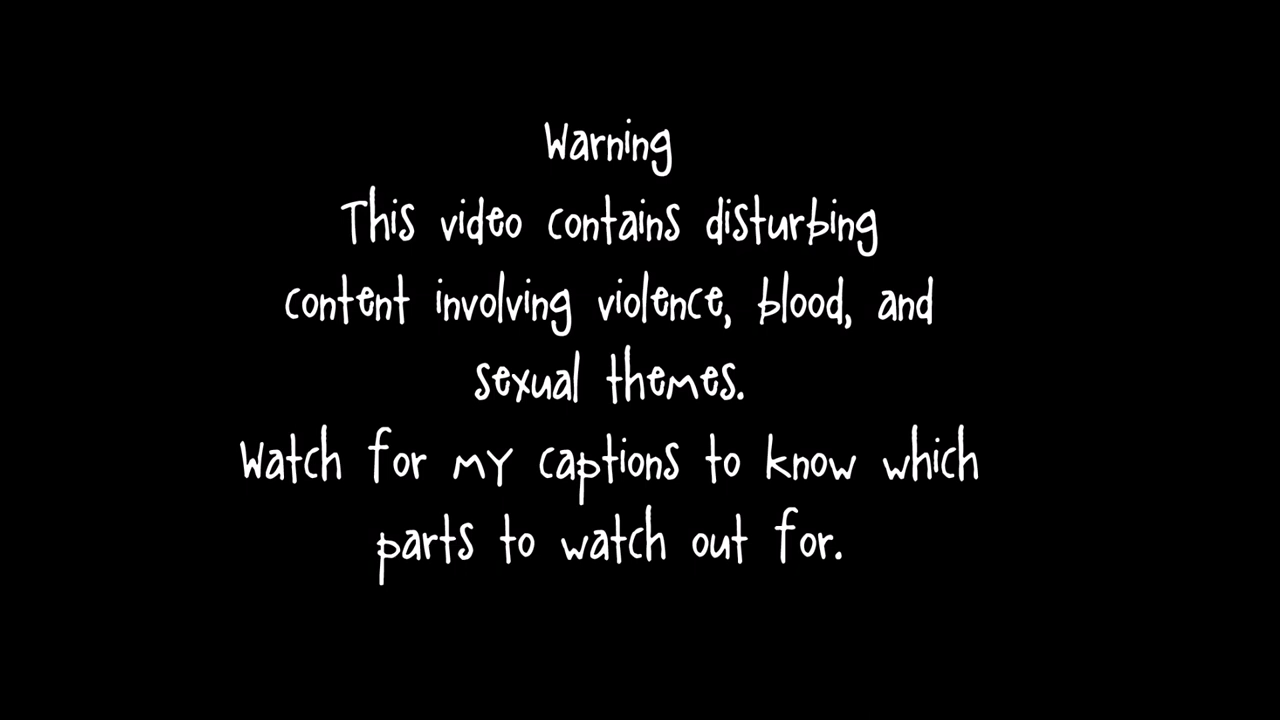 Warning
This video contains disturbing
content involving violence, blood, and
sexual themes.
Watch for my captions to know which
parts to watch out for.